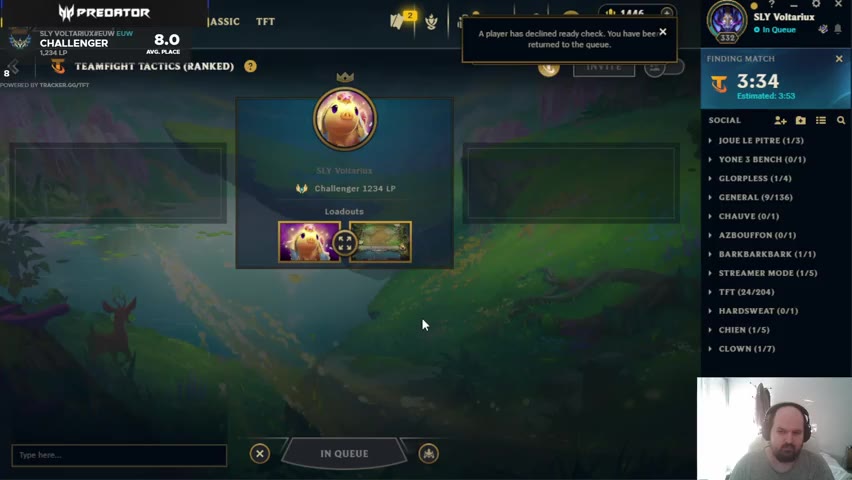 PREDATOR
ASSIC
TFT
2
1446
SLY VOLTARIUX#EUW EUW
CHALLENGER
1,234 LP
8.0
AVG. PLACE
8
POWERED BY TRACKER.GG/TFT
TEAMFIGHT TACTICS (RANKED)
?
A player has declined ready check. You have been
returned to the queue.
INVITE
332
SLY Voltariux
In Queue
FINDING MATCH
3:34
Estimated: 3:53
SOCIAL
JOUE LE PITRE (1/3)
YONE 3 BENCH (0/1)
GLORPLESS (1/4)
GENERAL (9/136)
CHAUVE (0/1)
AZBOUFFON (0/1)
BARKBARKBARK (1/1)
STREAMER MODE (1/5)
TFT (24/204)
HARDSWEAT (0/1)
CHIEN (1/5)
CLOWN (1/7)
SLY Voltariux
Challenger 1234 LP
Loadouts
Type here...
IN QUEUE